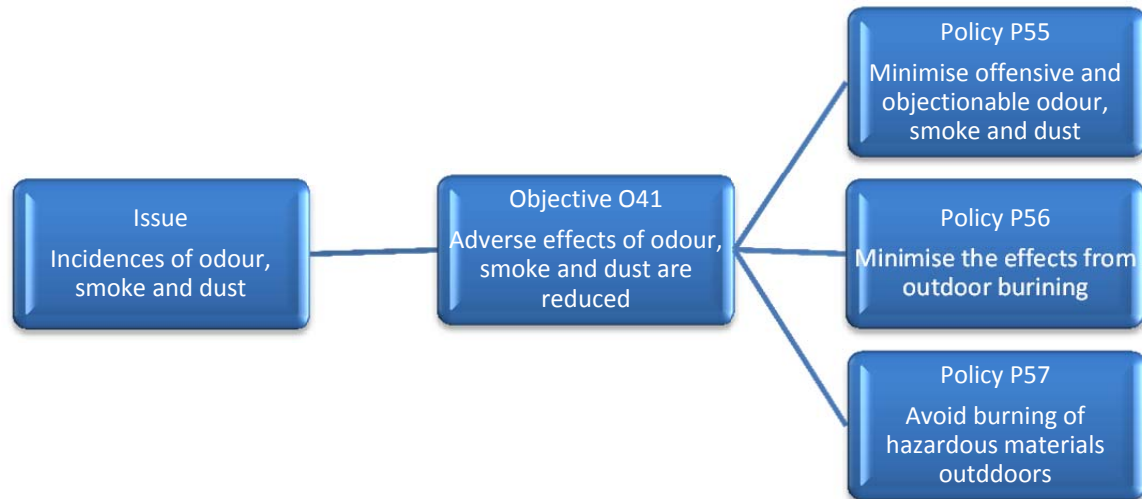 Issue
Incidences of odour,
smoke and dust
Objective O41
Adverse effects of odour,
smoke and dust are
reduced
Policy P55
Minimise offensive and
objectionable odour,
smoke and dust
Policy P56
Minimise the effects from
outdoor burining
Policy P57
Avoid burning of
hazardous materials
outddoors